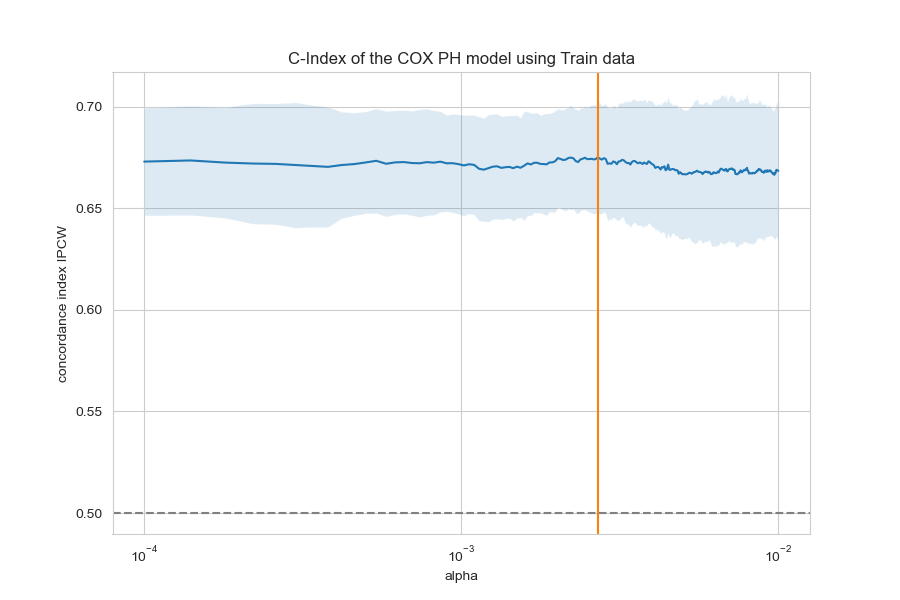 C-Index of the COX PH model using Train data
concordance index IPCW
0.70
0.65
0.60
0.55
0.50
10⁻⁴ 10⁻³ 10⁻²
alpha